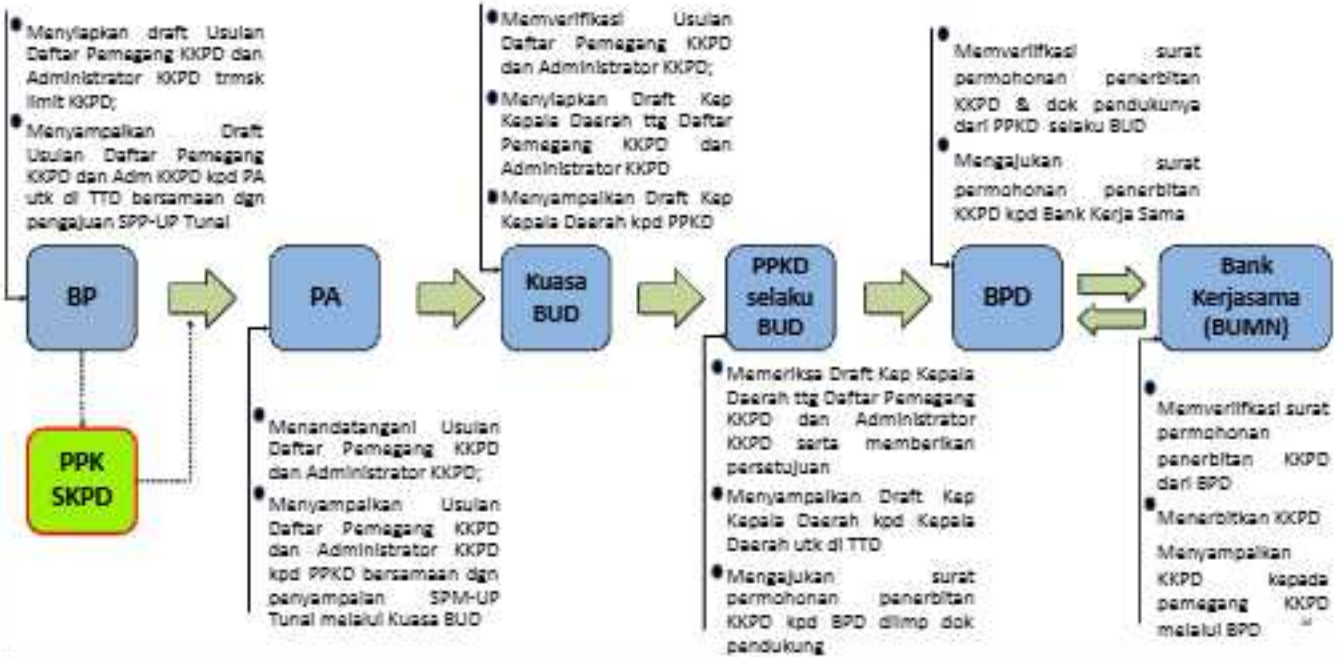 Menyiapkan draft Usulan
Daftar Pemegang KKPD dan
Administrator KKPD trmsk
limit KKPD;
Menyampaikan Draft
Usulan Daftar Pemegang
KKPD dan Adm KKPD kpd PA
utk di TTD bersamaan dgn
pengajuan SPP-UP Tunai
Memverifikasi Usulan
Daftar Pemegang KKPD
dan Administrator KKPD;
Menyiapkan Draft Kep
Kepala Daerah ttg Daftar
Pemegang KKPD dan
Administrator KKPD
Menyampaikan Draft Kep
Kepala Daerah kpd PPKD
Memverlifkasi surat
permohonan penerbitan
KKPD & dok pendukunya
dari PPKD selaku BUD
Mengajukan surat
permohonan penerbitan
KKPD kpd Bank Kerja Sama
BP
PA
Kuasa
BUD
PPKD
selaku
BUD
BPD
Bank
Kerjasama
(BUMN)
PPK
SKPD
Menandatangani Usulan
Daftar Pemegang KKPD
dan Administrator KKPD;
Menyampaikan Usulan
Daftar Pemegang KKPD
dan Administrator KKPD
kpd PPKD bersamaan dgn
penyampaian SPM-UP
Tunai melalui Kuasa BUD
Memeriksa Draft Kep Kepala
Daerah ttg Daftar Pemegang
KKPD dan Administrator
KKPD serta memberikan
persetujuan
Menyampaikan Draft Kep
Kepala Daerah kpd Kepala
Daerah utk di TTD
Mengajukan surat
permohonan penerbitan
KKPD kpd BPD dilmp dok
pendukung
Memverlifkasi surat
permohonan
penerbitan KKPD
dari BPD
Menerbitkan KKPD
Menyampaikan
KKPD kepada
pemegang KKPD
melalui BPD